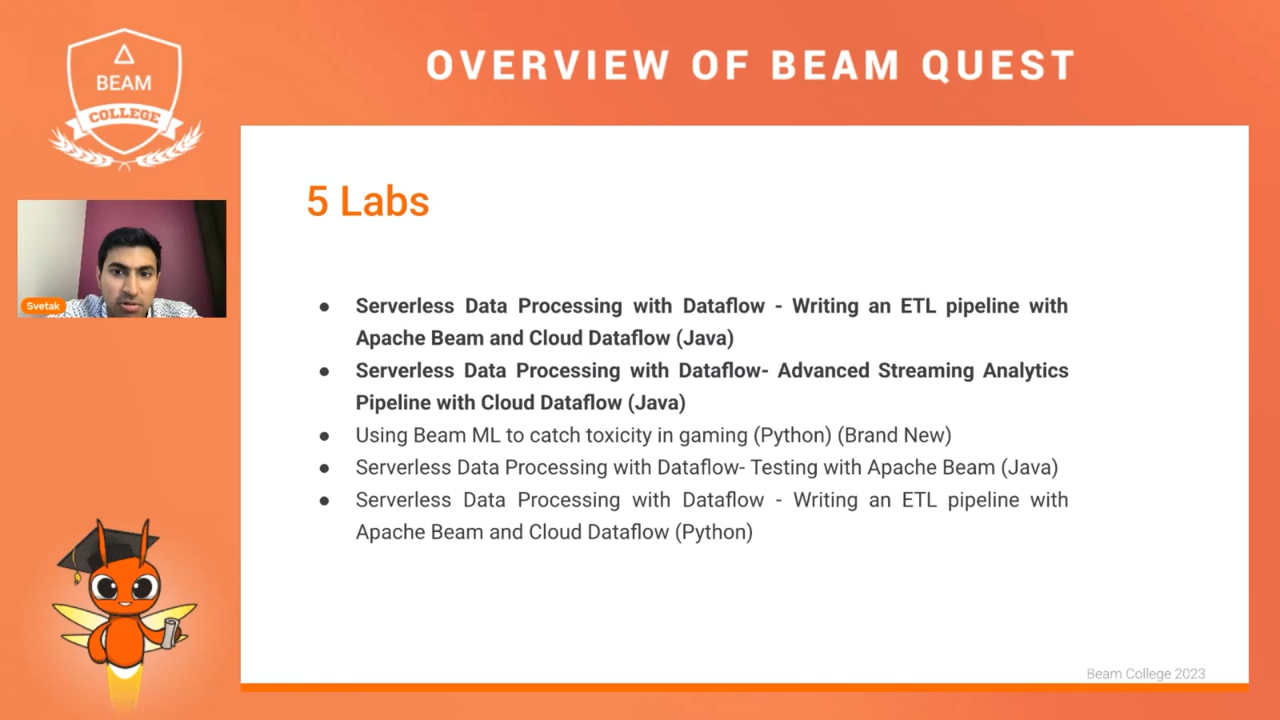 OVERVIEW OF BEAM QUEST
BEAM
COLLEGE
Svetak
5 Labs
● Serverless Data Processing with Dataflow - Writing an ETL pipeline with
Apache Beam and Cloud Dataflow (Java)
● Serverless Data Processing with Dataflow- Advanced Streaming Analytics
Pipeline with Cloud Dataflow (Java)
● Using Beam ML to catch toxicity in gaming (Python) (Brand New)
● Serverless Data Processing with Dataflow- Testing with Apache Beam (Java)
● Serverless Data Processing with Dataflow - Writing an ETL pipeline with
Apache Beam and Cloud Dataflow (Python)
Beam College 2023